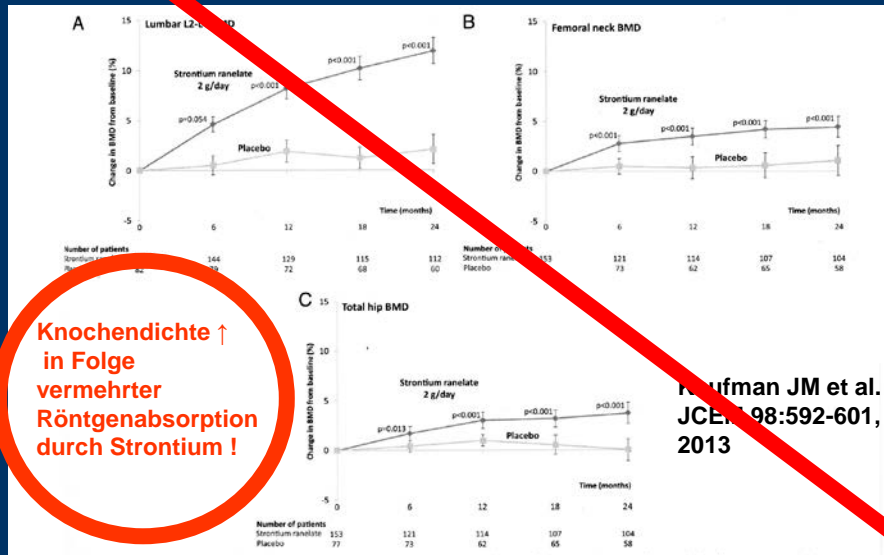 A
Lumbar L2-L BMD
Change in BMD from baseline (%)
15
10
5
0
-5
p=0.054
p<0.001
p<0.001
p<0.001
Strontium ranelate
2 g/day
Placebo
Time (months)
0 6 12 18 24
Number of patients
144 129 115 112
72 68 60
B
Femoral neck BMD
Change in BMD from baseline (%)
15
10
5
0
-5
Strontium ranelate
2 g/day
p<0.001
p<0.001
p<0.001
p<0.001
Placebo
Time (months)
0 6 12 18 24
Number of
Strontium ranelate 153 121 114 107 104
Placebo 73 62 65 58
Knochendichte ↑
in Folge
vermehrter
Röntgenabsorption
durch Strontium !
C
Total hip BMD
Change in BMD from baseline (%)
15
10
5
0
-5
Strontium ranelate
2 g/day
p=0.013
p<0.001
p<0.001
p<0.001
Placebo
Time (months)
0 6 12 18 24
Number of patients
Strontium ranelate 153 121 114 107 104
Placebo 77 73 62 65 58
Kaufman JM et al.
JCEM 98:592-601,
2013